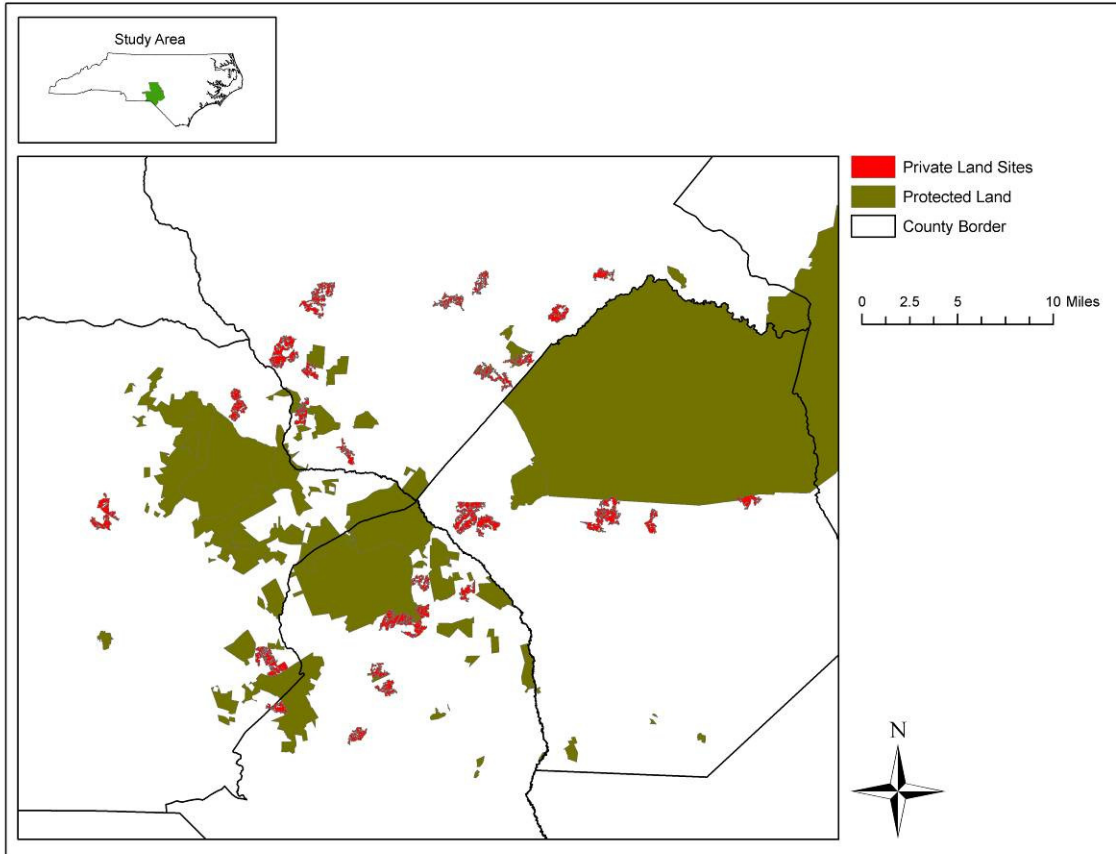 Study Area
Private Land Sites
Protected Land
County Border
0 2.5 5 10 Miles
N